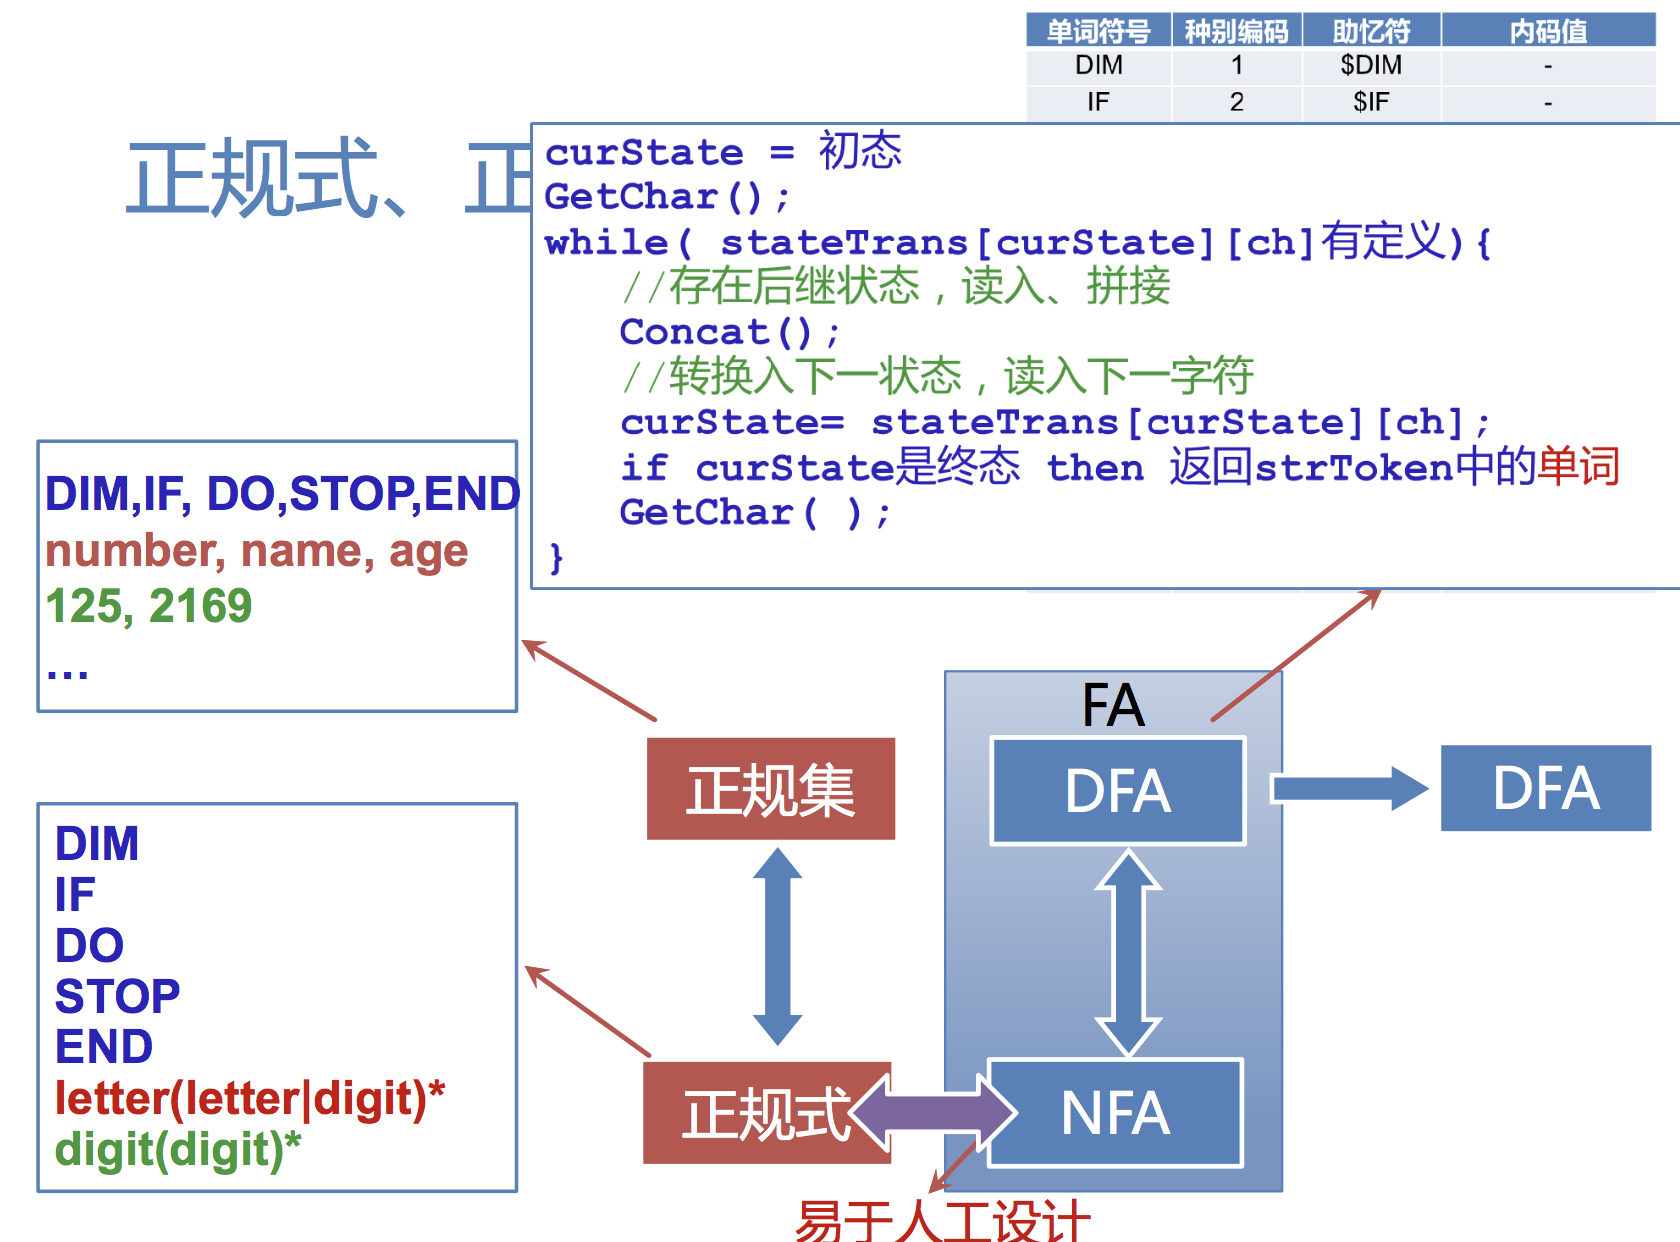 单词符号 种别编码 助忆符 内码值
DIM 1 $DIM -
IF 2 $IF -
正规式、正
curState = 初态
GetChar();
while( stateTrans[curState][ch]有定义){
//存在后继状态，读入、拼接
Concat();
//转换入下一状态，读入下一字符
curState= stateTrans[curState][ch];
if curState是终态 then 返回strToken中的单词
GetChar( );
}
DIM,IF, DO,STOP,END
number, name, age
125, 2169
…
FA
正规集
DFA
DFA
DIM
IF
DO
STOP
END
letter(letter|digit)*
digit(digit)*
正规式
NFA
易于人工设计